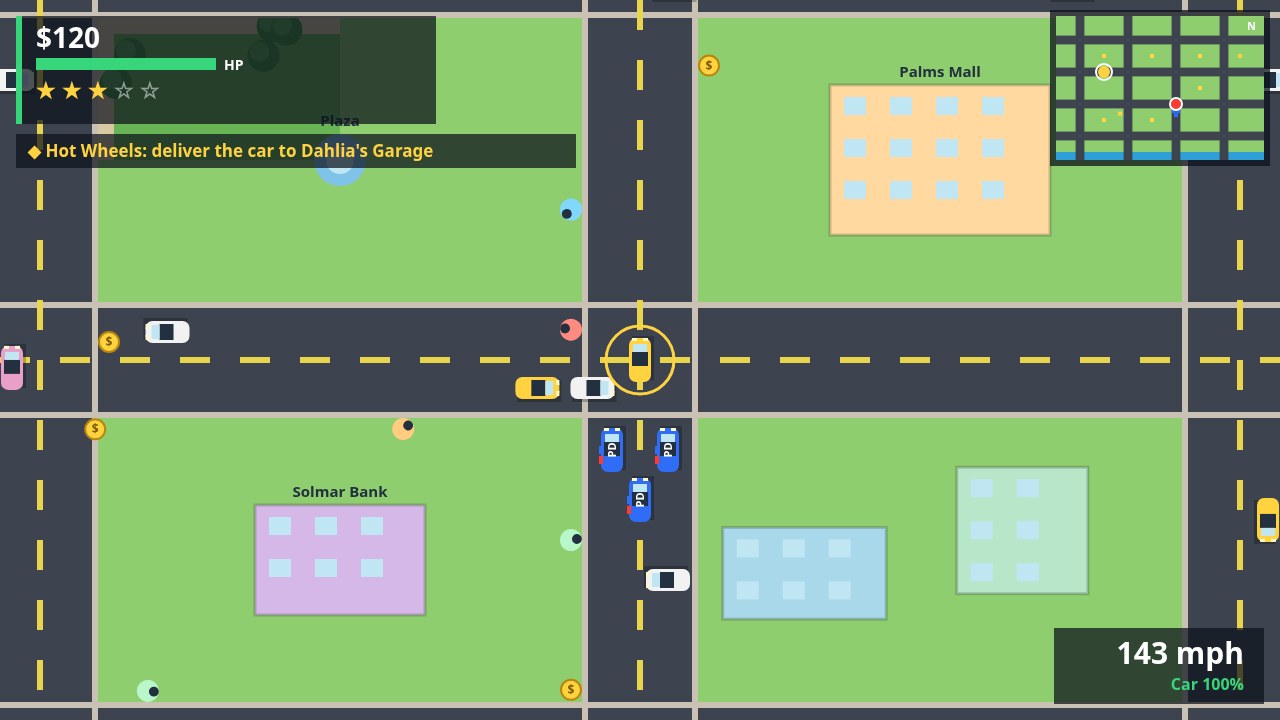 $120
HP
◆ Hot Wheels: deliver the car to Dahlia's Garage
Plaza
Palms Mall
N
$
$
$
Solmar Bank
PD
PD
PD
$
143 mph
Car 100%